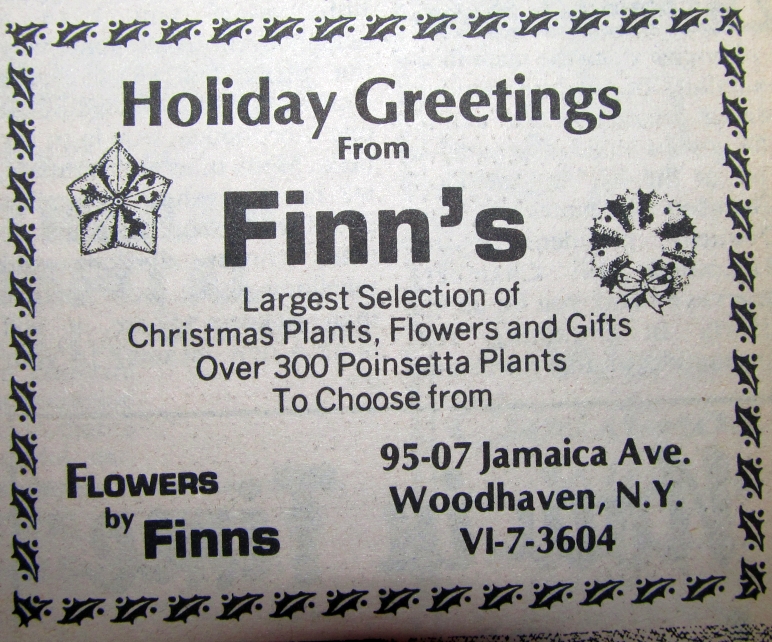 Holiday Greetings
From
Finn's
Largest Selection of
Christmas Plants, Flowers and Gifts
Over 300 Poinsetta Plants
To Choose from
FLOWERS
by Finns
95-07 Jamaica Ave.
Woodhaven, N.Y.
VI-7-3604